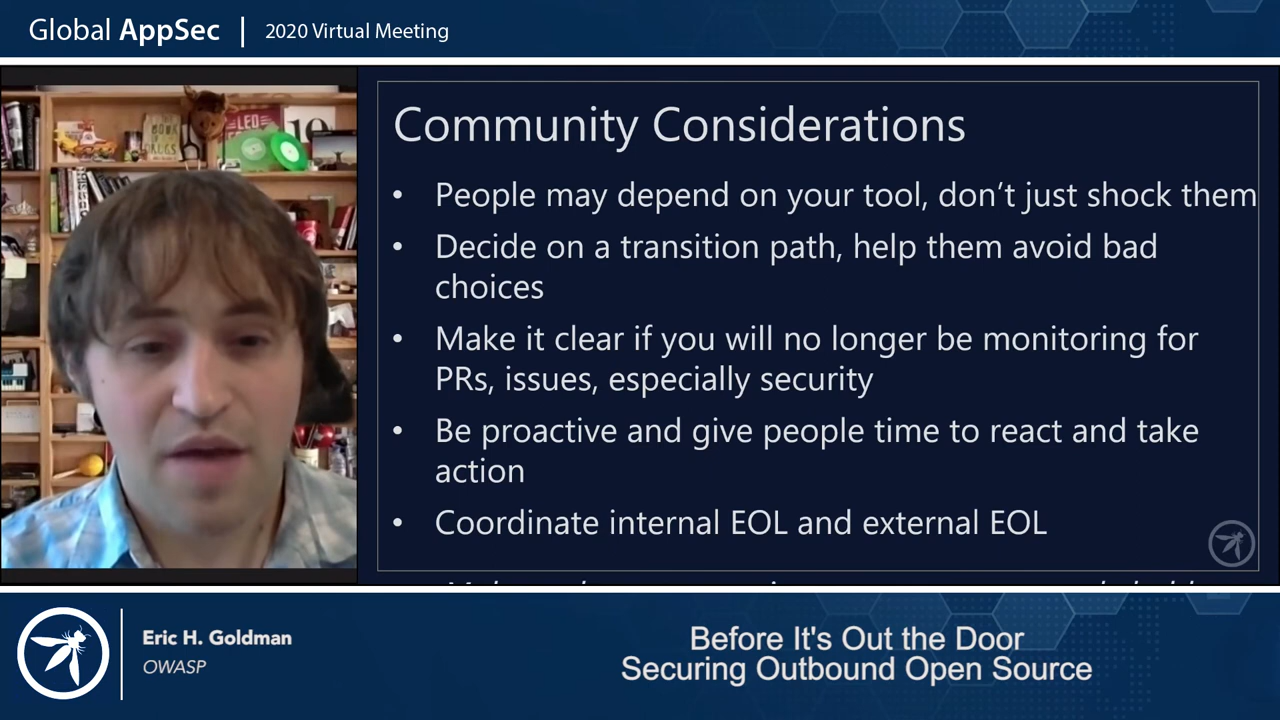 Global AppSec | 2020 Virtual Meeting
LED
19
Community Considerations
• People may depend on your tool, don’t just shock them
• Decide on a transition path, help them avoid bad
choices
• Make it clear if you will no longer be monitoring for
PRs, issues, especially security
• Be proactive and give people time to react and take
action
• Coordinate internal EOL and external EOL
Eric H. Goldman
OWASP
Before It's Out the Door
Securing Outbound Open Source